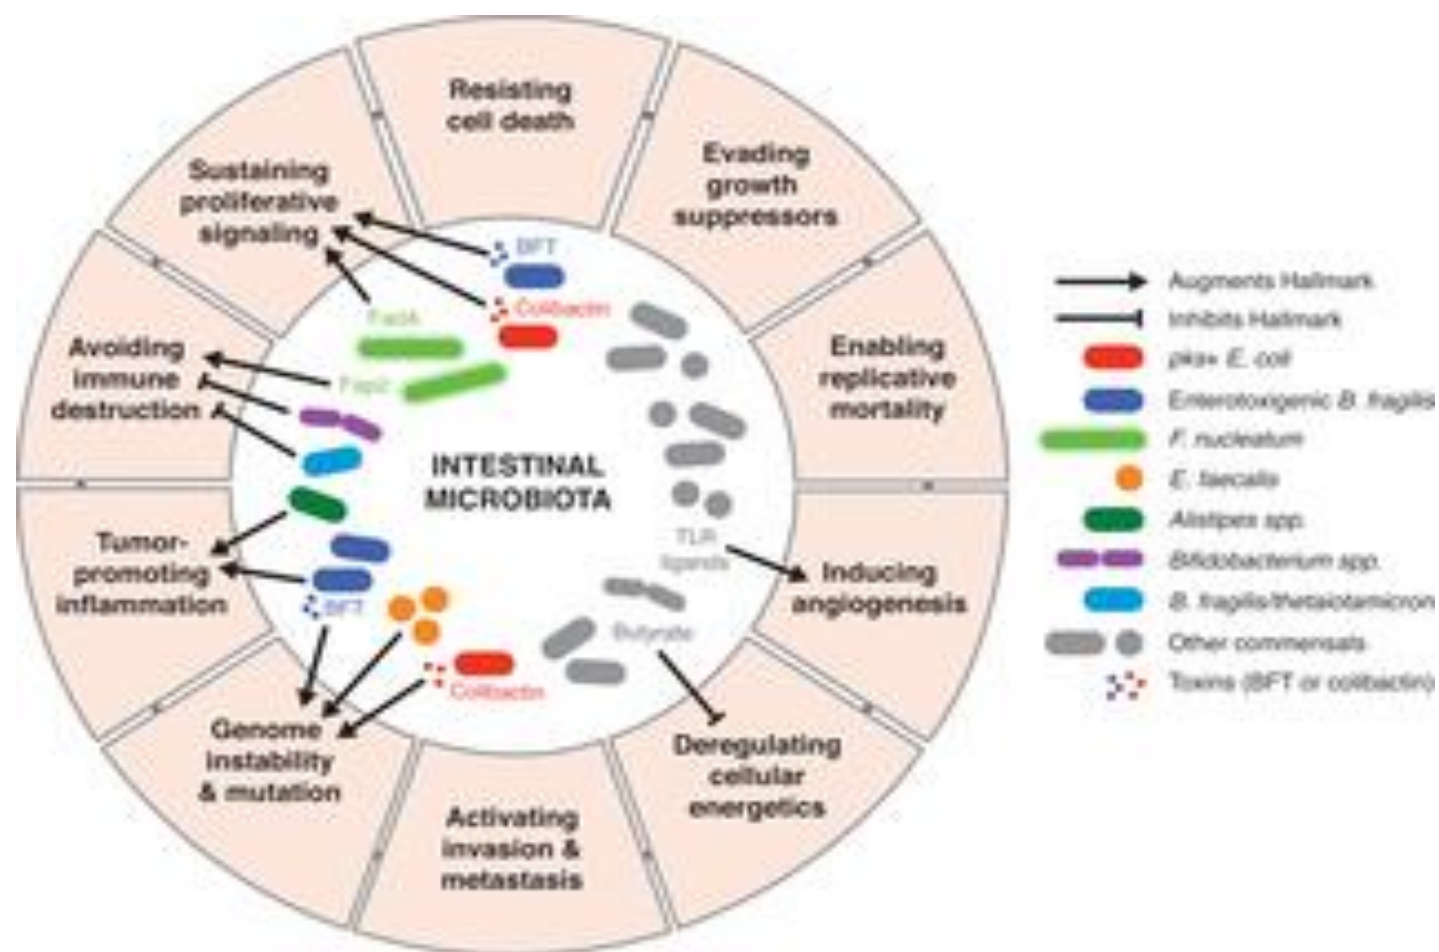 Resisting
cell death
Evading
growth
suppressors
Enabling
replicative
mortality
Inducing
angiogenesis
Deregulating
cellular
energetics
Activating
invasion &
metastasis
Genome
instability
& mutation
Tumor-
promoting
inflammation
Avoiding
immune
destruction
Sustaining
proliferative
signaling
BFT
Colibactin
FadA
Fap2
INTESTINAL
MICROBIOTA
TLR
ligands
Butyrate
BFT
Colibactin
Augments Hallmark
Inhibits Hallmark
pks+ E. coli
Enterotoxigenic B. fragilis
F. nucleatum
E. faecalis
Alistipes spp.
Bifidobacterium spp.
B. fragilis/thetaiotamicron
Other commensals
Toxins (BFT or colibactin)